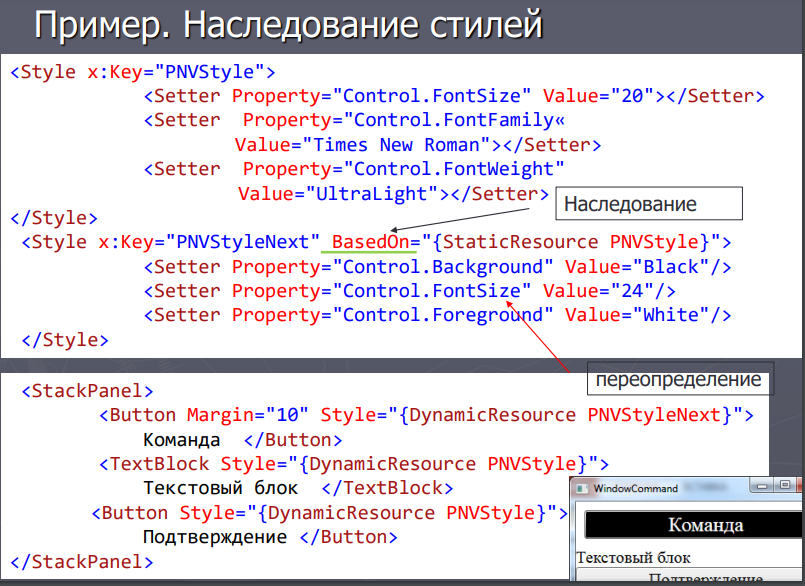 Пример. Наследование стилей
<Style x:Key="PNVStyle">
<Setter Property="Control.FontSize" Value="20"></Setter>
<Setter Property="Control.FontFamily«
Value="Times New Roman"></Setter>
<Setter Property="Control.FontWeight"
Value="UltraLight"></Setter>
Наследование
</Style>
<Style x:Key="PNVStyleNext" BasedOn="{StaticResource PNVStyle}">
<Setter Property="Control.Background" Value="Black"/>
<Setter Property="Control.FontSize" Value="24"/>
<Setter Property="Control.Foreground" Value="White"/>
</Style>
переопределение
<StackPanel>
<Button Margin="10" Style="{DynamicResource PNVStyleNext}">
Команда </Button>
<TextBlock Style="{DynamicResource PNVStyle}">
Текстовый блок </TextBlock>
<Button Style="{DynamicResource PNVStyle}">
Подтверждение </Button>
</StackPanel>
WindowCommand
Команда
Текстовый блок
Подтверждение